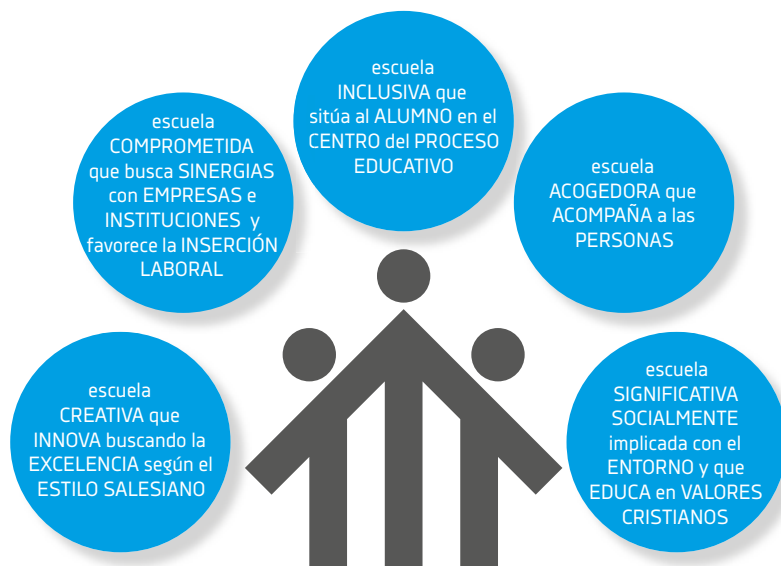 escuela
INCLUSIVA que
sitúa al ALUMNO en el
CENTRO del PROCESO
EDUCATIVO
escuela
COMPROMETIDA
que busca SINERGIAS
con EMPRESAS e
INSTITUCIONES y
favorece la INSERCIÓN
LABORAL
escuela
ACOGEDORA que
ACOMPAÑA a las
PERSONAS
escuela
CREATIVA que
INNOVA buscando la
EXCELENCIA según el
ESTILO SALESIANO
escuela
SIGNIFICATIVA
SOCIALMENTE
implicada con el
ENTORNO y que
EDUCA en VALORES
CRISTIANOS